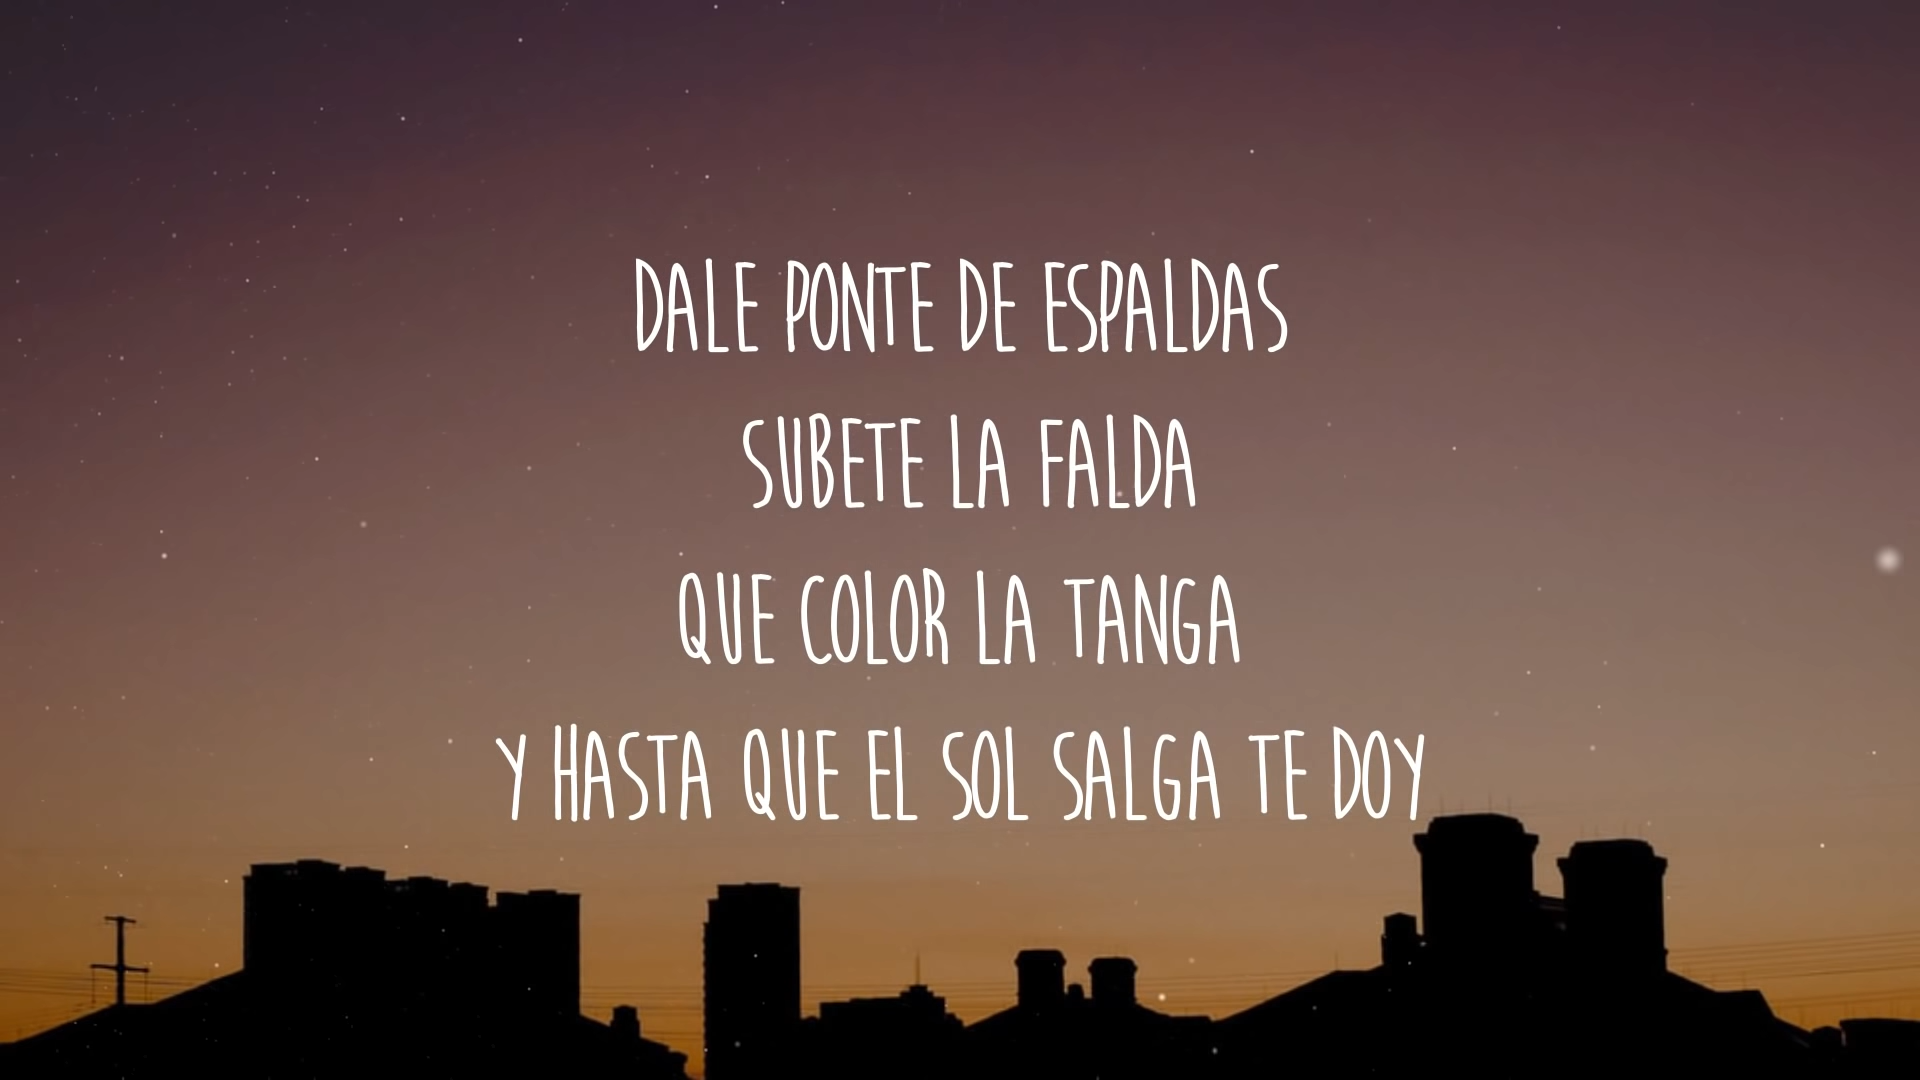 DALE PONTE DE ESPALDAS
SUBETE LA FALDA
QUE COLOR LA TANGA
Y HASTA QUE EL SOL SALGA TE DOY